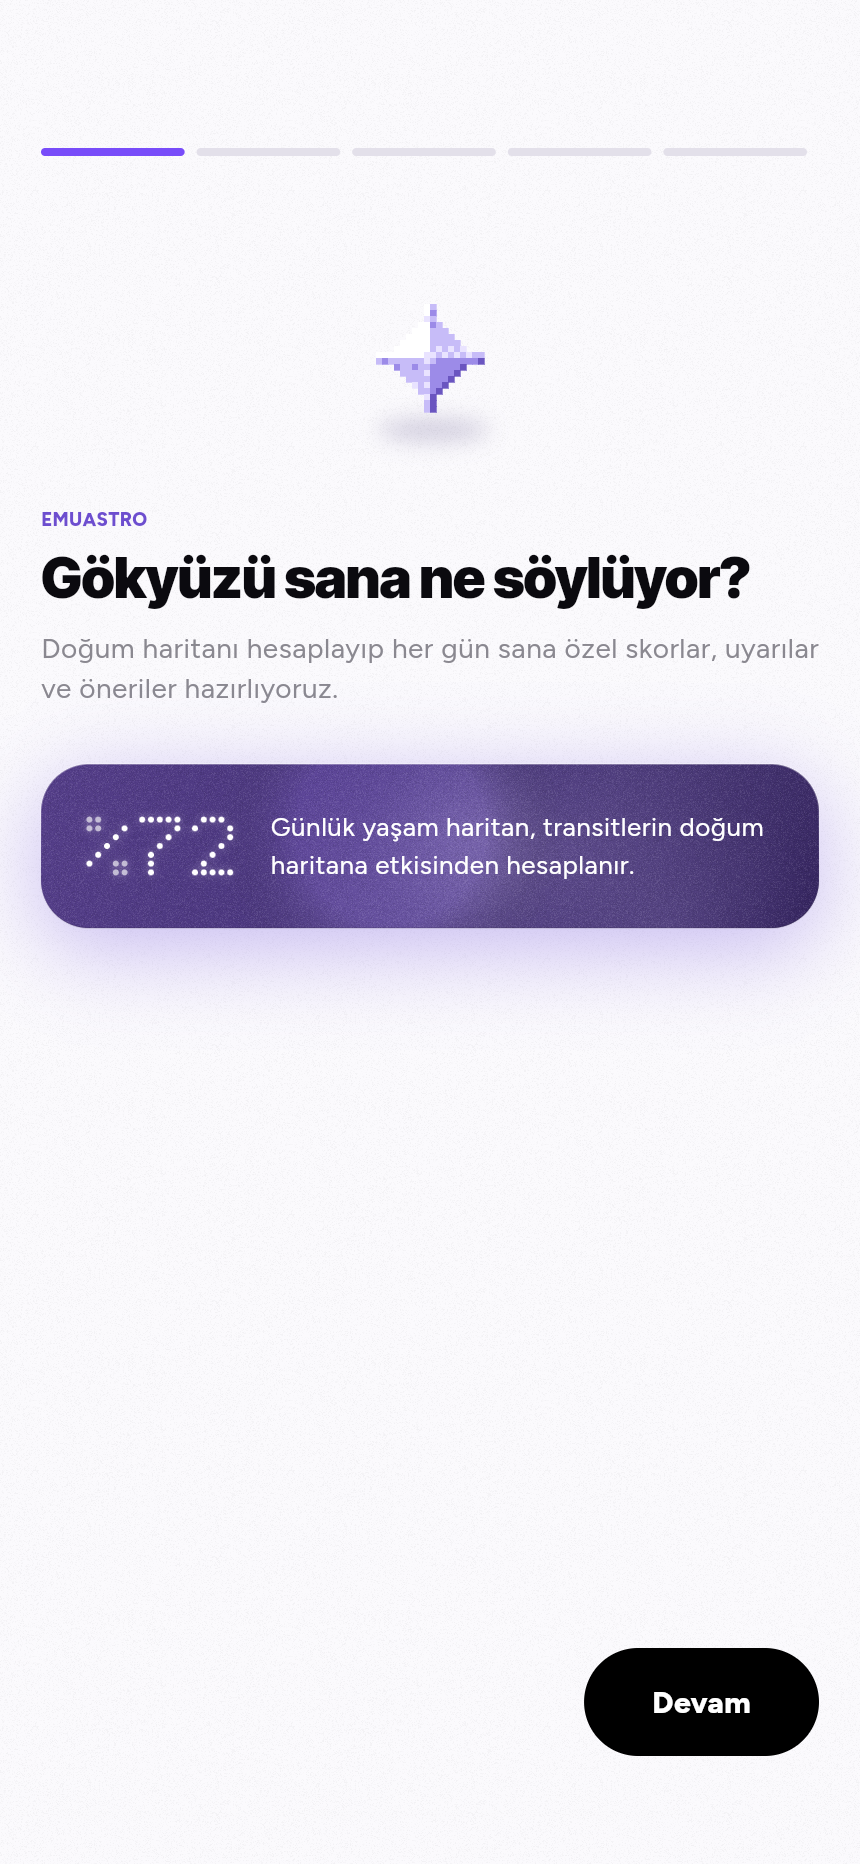 EMUASTRO
Gökyüzü sana ne söylüyor?
Doğum haritanı hesaplayıp her gün sana özel skorlar, uyarılar
ve öneriler hazırlıyoruz.
%72
Günlük yaşam haritan, transitlerin doğum
haritana etkisinden hesaplanır.
Devam